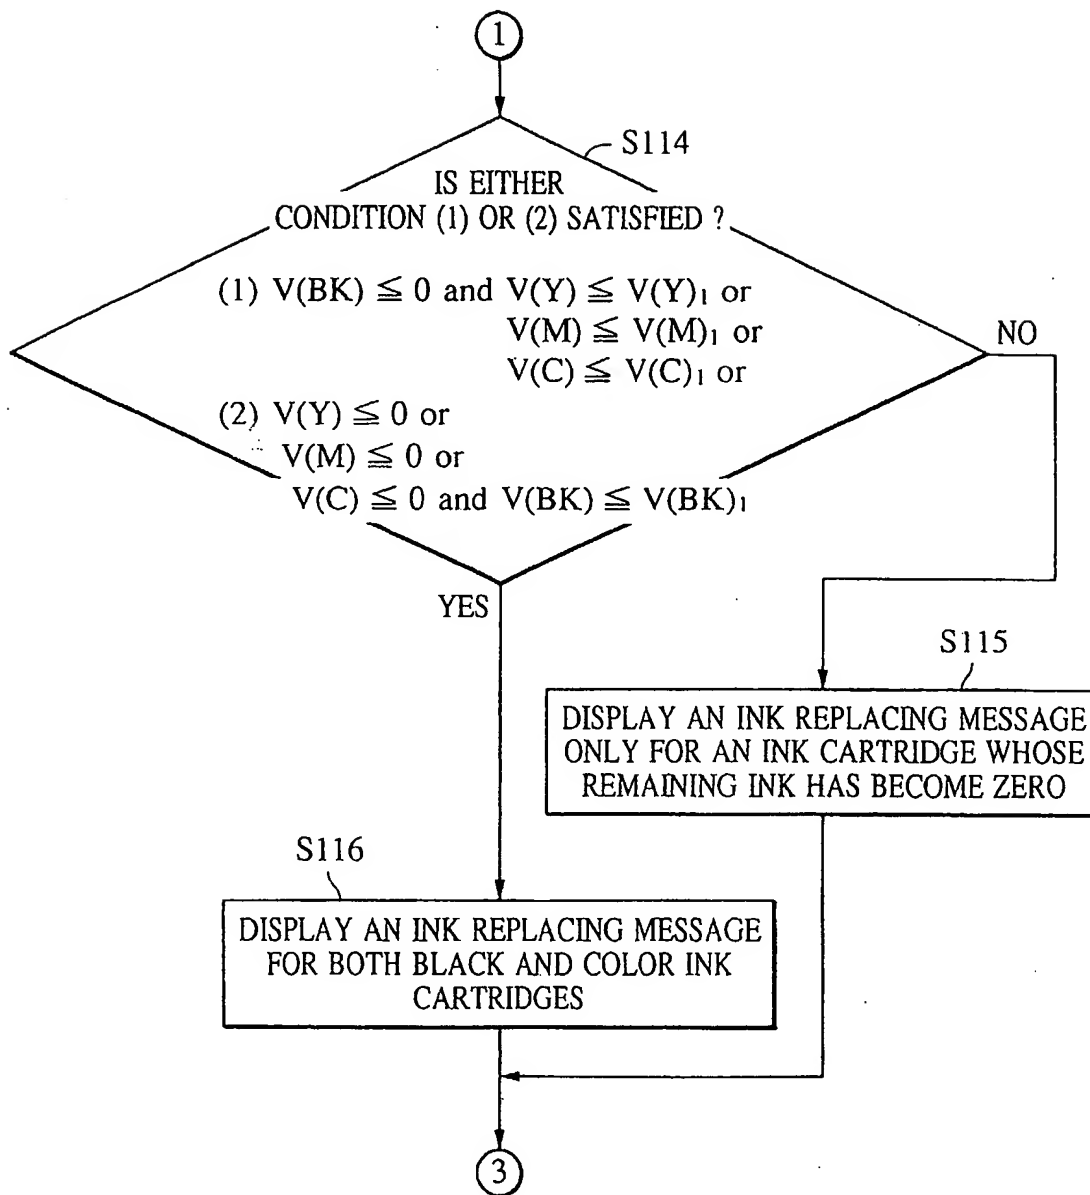 1
S114
IS EITHER
CONDITION (1) OR (2) SATISFIED ?
(1) V(BK) ≦ 0 and V(Y) ≦ V(Y)₁ or
V(M) ≦ V(M)₁ or
V(C) ≦ V(C)₁ or
NO
(2) V(Y) ≦ 0 or
V(M) ≦ 0 or
V(C) ≦ 0 and V(BK) ≦ V(BK)₁
YES
S115
DISPLAY AN INK REPLACING MESSAGE
ONLY FOR AN INK CARTRIDGE WHOSE
REMAINING INK HAS BECOME ZERO
S116
DISPLAY AN INK REPLACING MESSAGE
FOR BOTH BLACK AND COLOR INK
CARTRIDGES
3